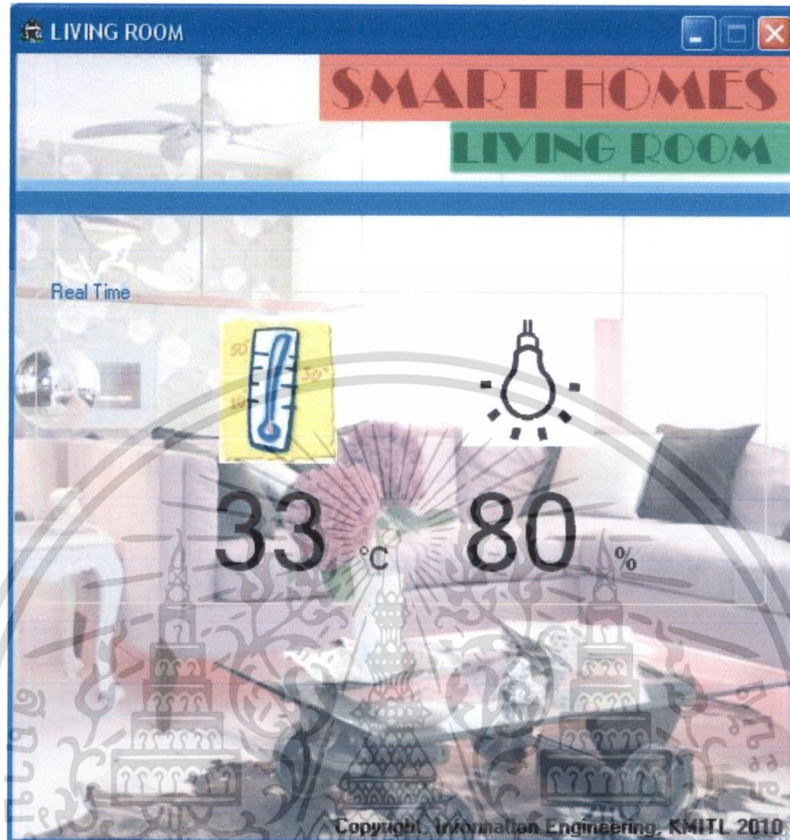 LIVING ROOM
SMART HOMES
LIVING ROOM
Real Time
50°
30°
10°
33 °C 80 %
Copyright, Information Engineering, KMITL 2010